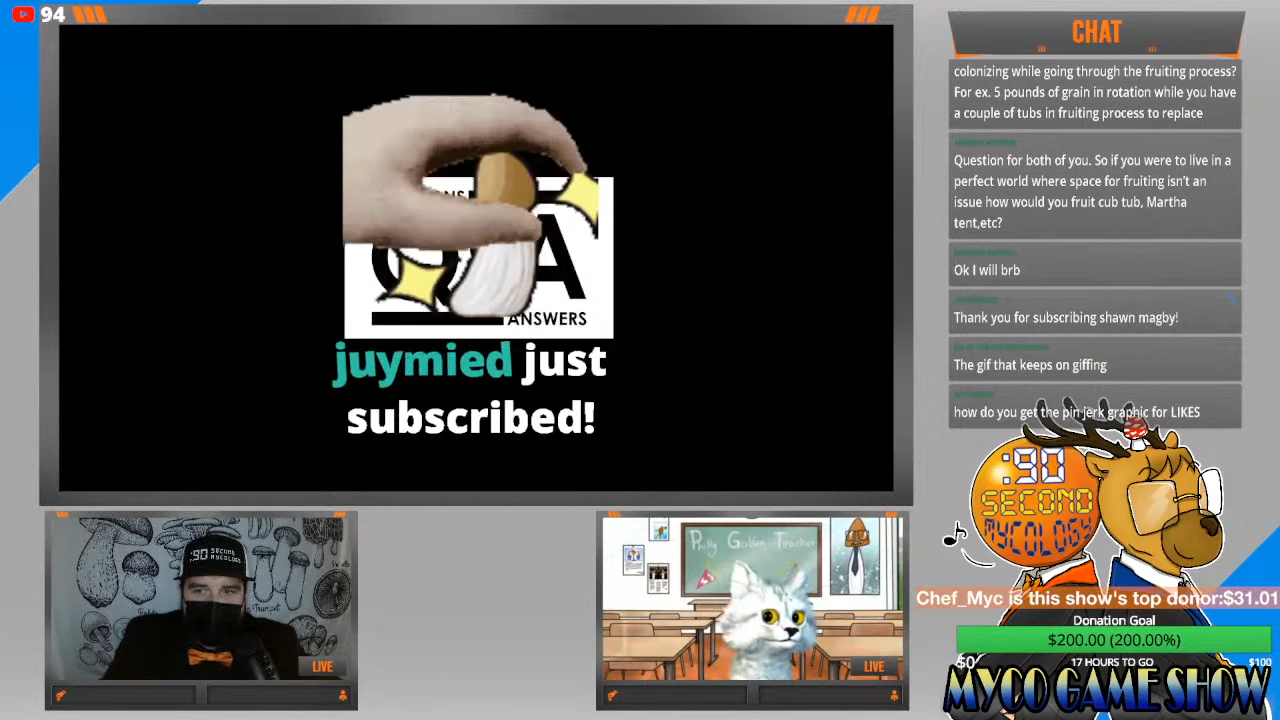 94
CHAT
colonizing while going through the fruiting process?
For ex. 5 pounds of grain in rotation while you have
a couple of tubs in fruiting process to replace
Question for both of you. So if you were to live in a
perfect world where space for fruiting isn't an
issue how would you fruit cub tub, Martha
tent,etc?
Ok I will brb
Thank you for subscribing shawn magby!
The gif that keeps on giffing
how do you get the pin jerk graphic for LIKES
ANSWERS
juymied just
subscribed!
:90
SECOND
MYCOLOGY
:90 SECOND
MYCOLOGY
LIVE
Philly Golden Teacher
LIVE
Chef_Myc is this show's top donor:$31.01
Donation Goal
$200.00 (200.00%)
17 HOURS TO GO
$100
MYCO GAME SHOW